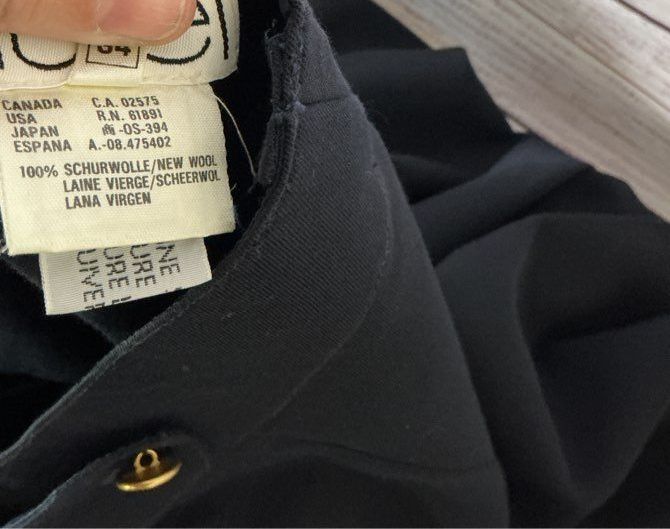 34
CANADA C.A. 02575
USA R.N. 61891
JAPAN -OS-394
ESPANA A.-08.475402
100% SCHURWOLLE/NEW WOOL
LAINE VIERGE/SCHEERWOL
LANA VIRGEN